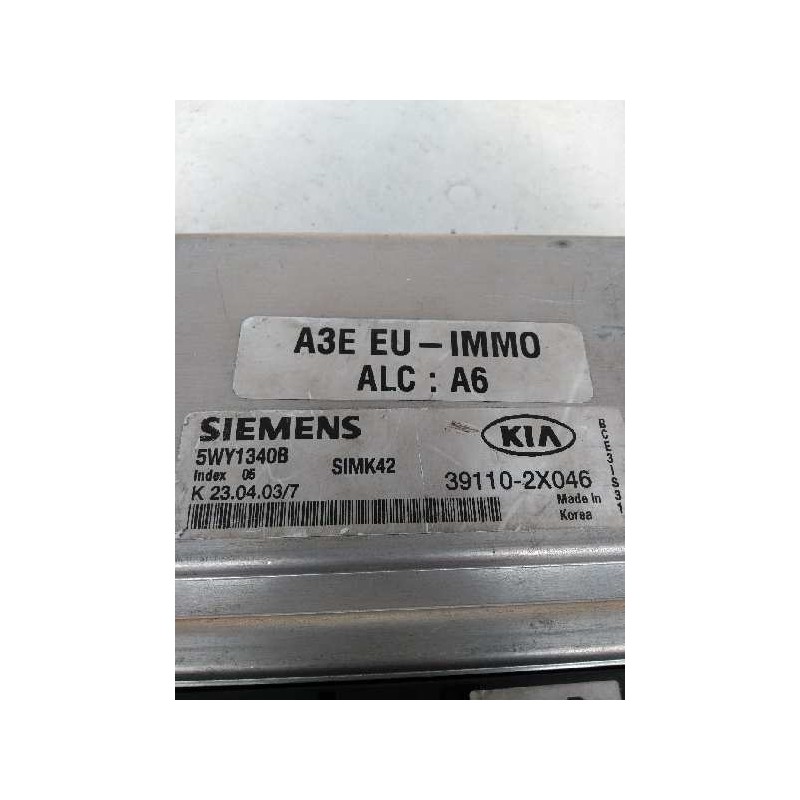 A3E EU – IMMO
ALC : A6
SIEMENS
KIA
5WY1340B
SIMK42
39110-2X046
Index 05
Made in
Korea
K 23.04.03/7
BCE3IS31